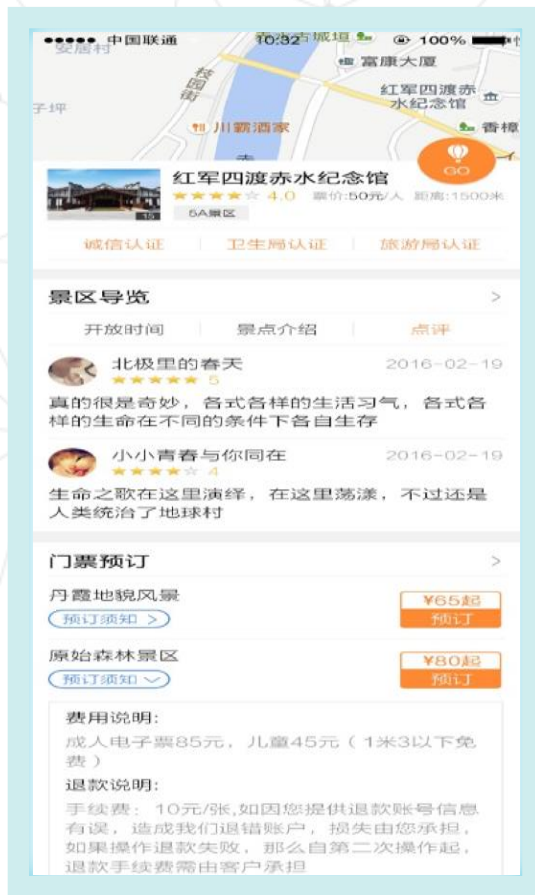 中国联通 10:32 100%
古城垣
安居村
富康大厦
枝园街
红军四渡赤
水纪念馆
子坪
川霸酒家
香樟
赤
GO
红军四渡赤水纪念馆
4.0 票价:50元/人 距离:1500米
15 5A景区
诚信认证 卫生局认证 旅游局认证
景区导览 >
开放时间 景点介绍 点评
北极里的春天 2016-02-19
5
真的很是奇妙，各式各样的生活习气，各式各
样的生命在不同的条件下各自生存
小小青春与你同在 2016-02-19
4
生命之歌在这里演绎，在这里荡漾，不过还是
人类统治了地球村
门票预订 >
丹霞地貌风景 ¥65起
预订须知 > 预订
原始森林景区 ¥80起
预订须知 预订
费用说明:
成人电子票85元，儿童45元（1米3以下免
费）
退款说明:
手续费：10元/张,如因您提供退款账号信息
有误，造成我们退错账户，损失由您承担，
如果操作退款失败，那么自第二次操作起，
退款手续费需由客户承担